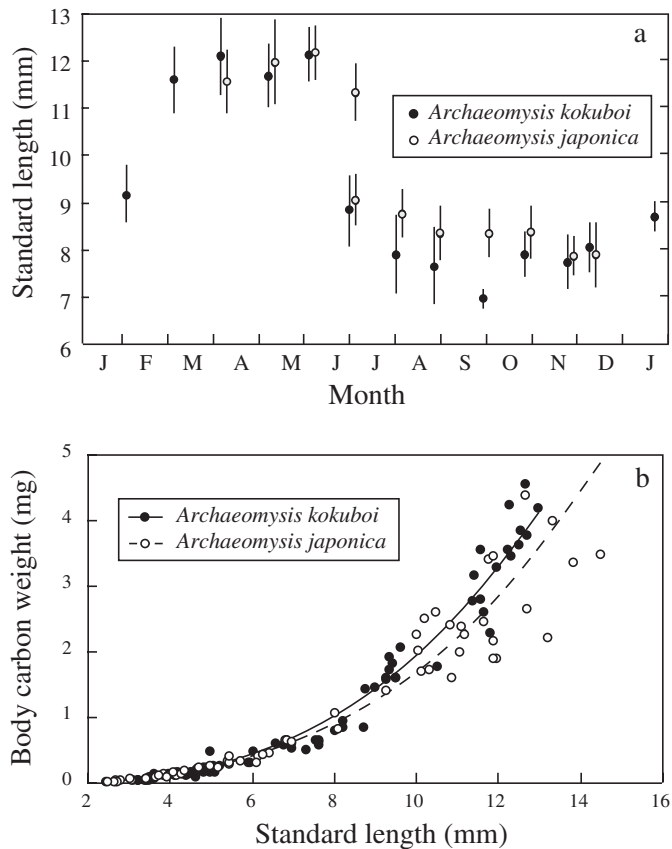 a
13
12
11
10
9
8
7
6
Standard length (mm)
Archaeomysis kokuboi
Archaeomysis japonica
J F M A M J J A S O N D J
Month
b
5
4
3
2
1
0
Body carbon weight (mg)
Archaeomysis kokuboi
Archaeomysis japonica
2 4 6 8 10 12 14 16
Standard length (mm)